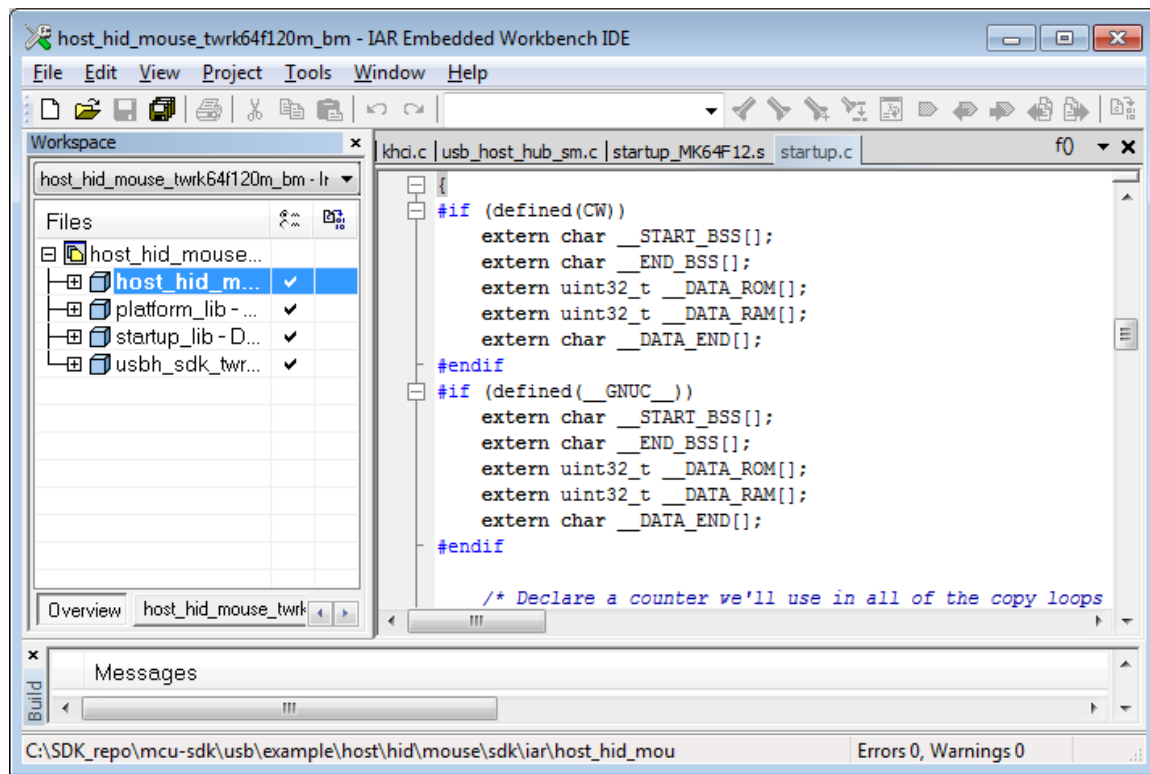 host_hid_mouse_twrk64f120m_bm - IAR Embedded Workbench IDE
File Edit View Project Tools Window Help
Workspace
host_hid_mouse_twrk64f120m_bm - Ir
Files
host_hid_mouse...
host_hid_m...
platform_lib - ...
startup_lib - D...
usbh_sdk_twr...
Overview host_hid_mouse_twrk
khci.c usb_host_hub_sm.c startup_MK64F12.s startup.c f()
{
#if (defined(CW))
extern char __START_BSS[];
extern char __END_BSS[];
extern uint32_t __DATA_ROM[];
extern uint32_t __DATA_RAM[];
extern char __DATA_END[];
#endif
#if (defined(__GNUC__))
extern char __START_BSS[];
extern char __END_BSS[];
extern uint32_t __DATA_ROM[];
extern uint32_t __DATA_RAM[];
extern char __DATA_END[];
#endif
/* Declare a counter we'll use in all of the copy loops
Messages
Build
C:\SDK_repo\mcu-sdk\usb\example\host\hid\mouse\sdk\iar\host_hid_mou Errors 0, Warnings 0